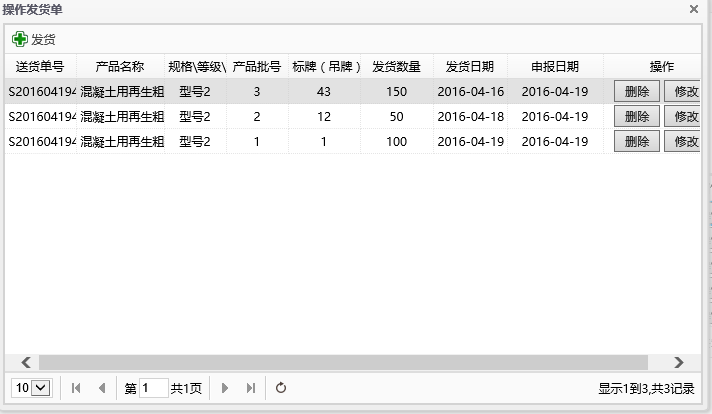 操作发货单
发货
送货单号 产品名称 规格\等级\ 产品批号 标牌（吊牌） 发货数量 发货日期 申报日期 操作
S201604194 混凝土用再生粗 型号2 3 43 150 2016-04-16 2016-04-19 删除 修改
S201604194 混凝土用再生粗 型号2 2 12 50 2016-04-18 2016-04-19 删除 修改
S201604194 混凝土用再生粗 型号2 1 1 100 2016-04-19 2016-04-19 删除 修改
10 第 1 共1页 显示1到3,共3记录